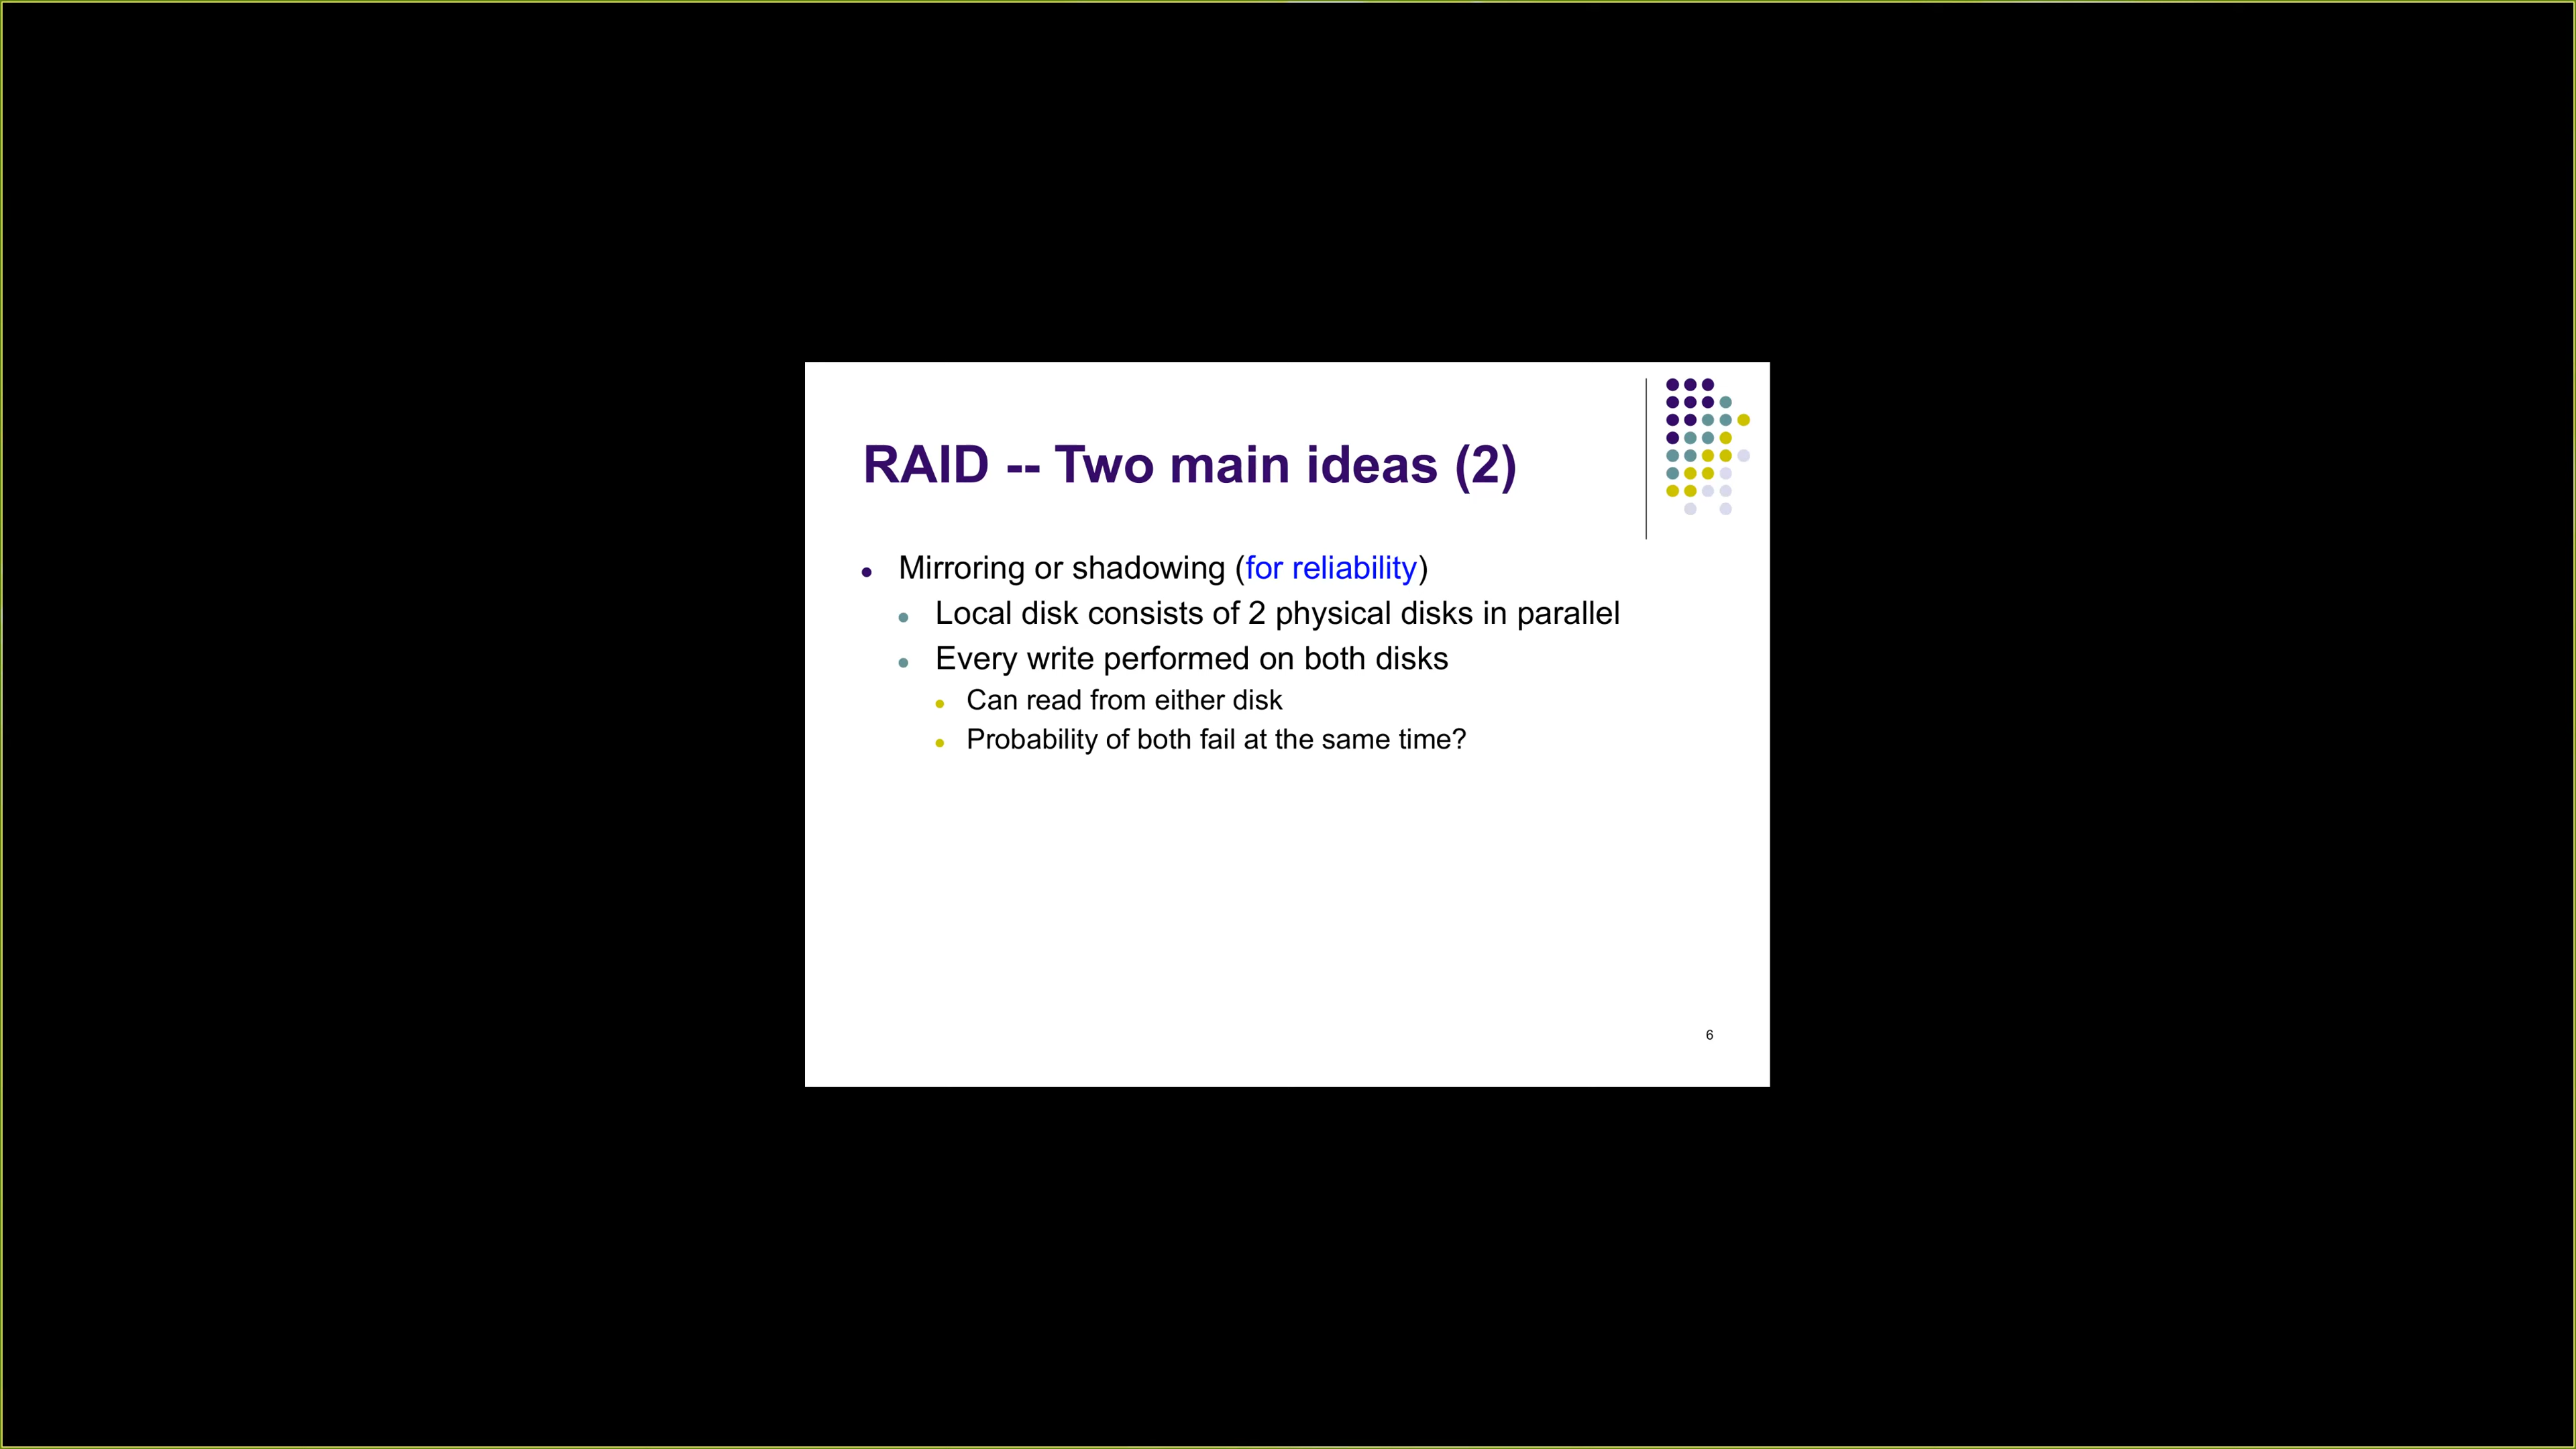 RAID -- Two main ideas (2)
Mirroring or shadowing (for reliability)
Local disk consists of 2 physical disks in parallel
Every write performed on both disks
Can read from either disk
Probability of both fail at the same time?
6